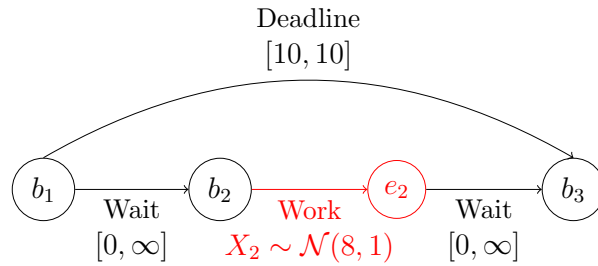 Deadline
[10, 10]
b₁ b₂ e₂ b₃
Wait Work Wait
[0, ∞] X₂ ∼ 𝒩(8, 1) [0, ∞]